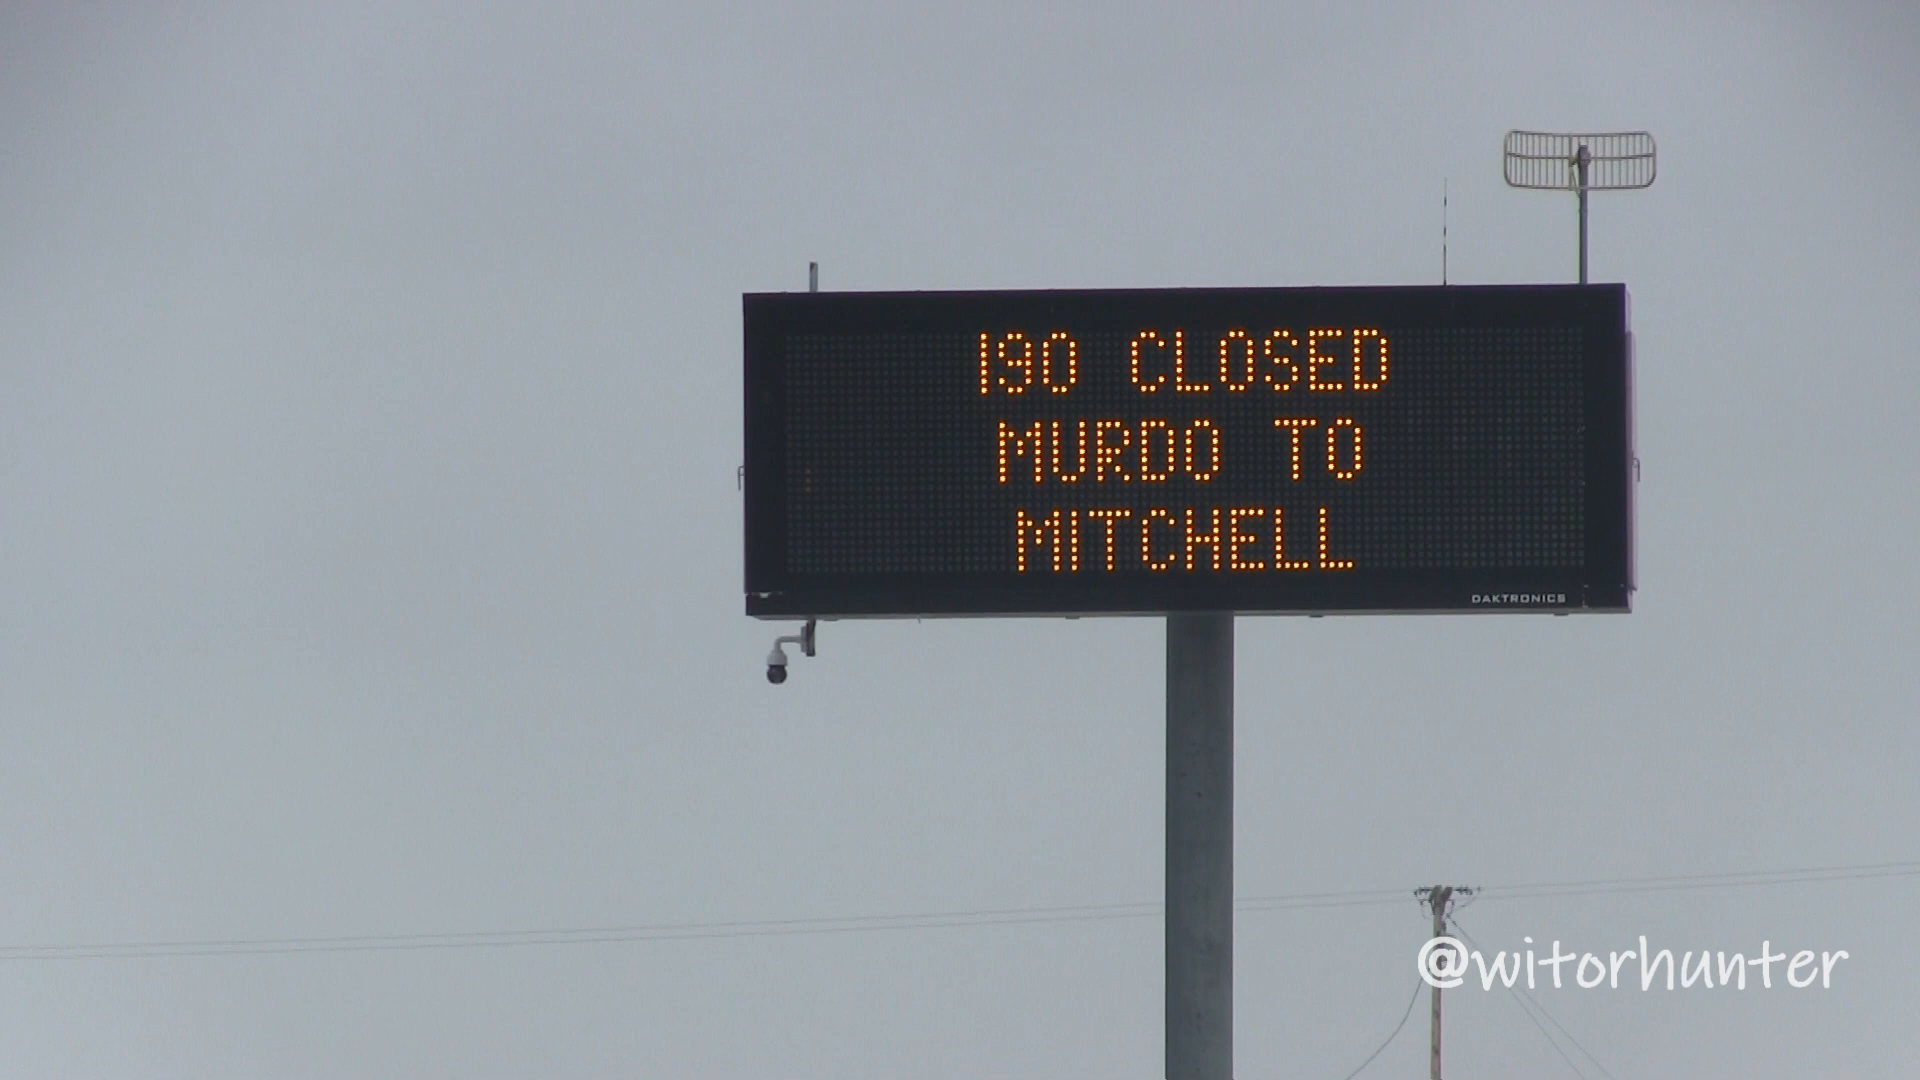 I90 CLOSED
MURDO TO
MITCHELL
DAKTRONICS
@witorhunter